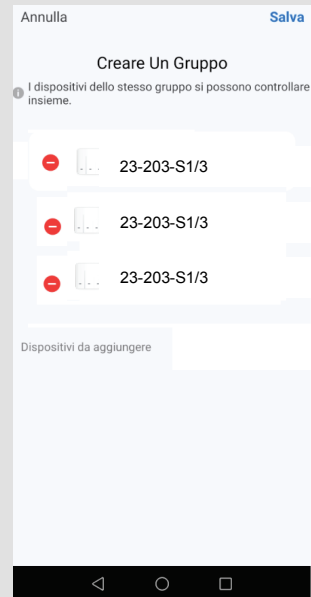 Annulla Salva
Creare Un Gruppo
I dispositivi dello stesso gruppo si possono controllare
insieme.
23-203-S1/3
23-203-S1/3
23-203-S1/3
Dispositivi da aggiungere